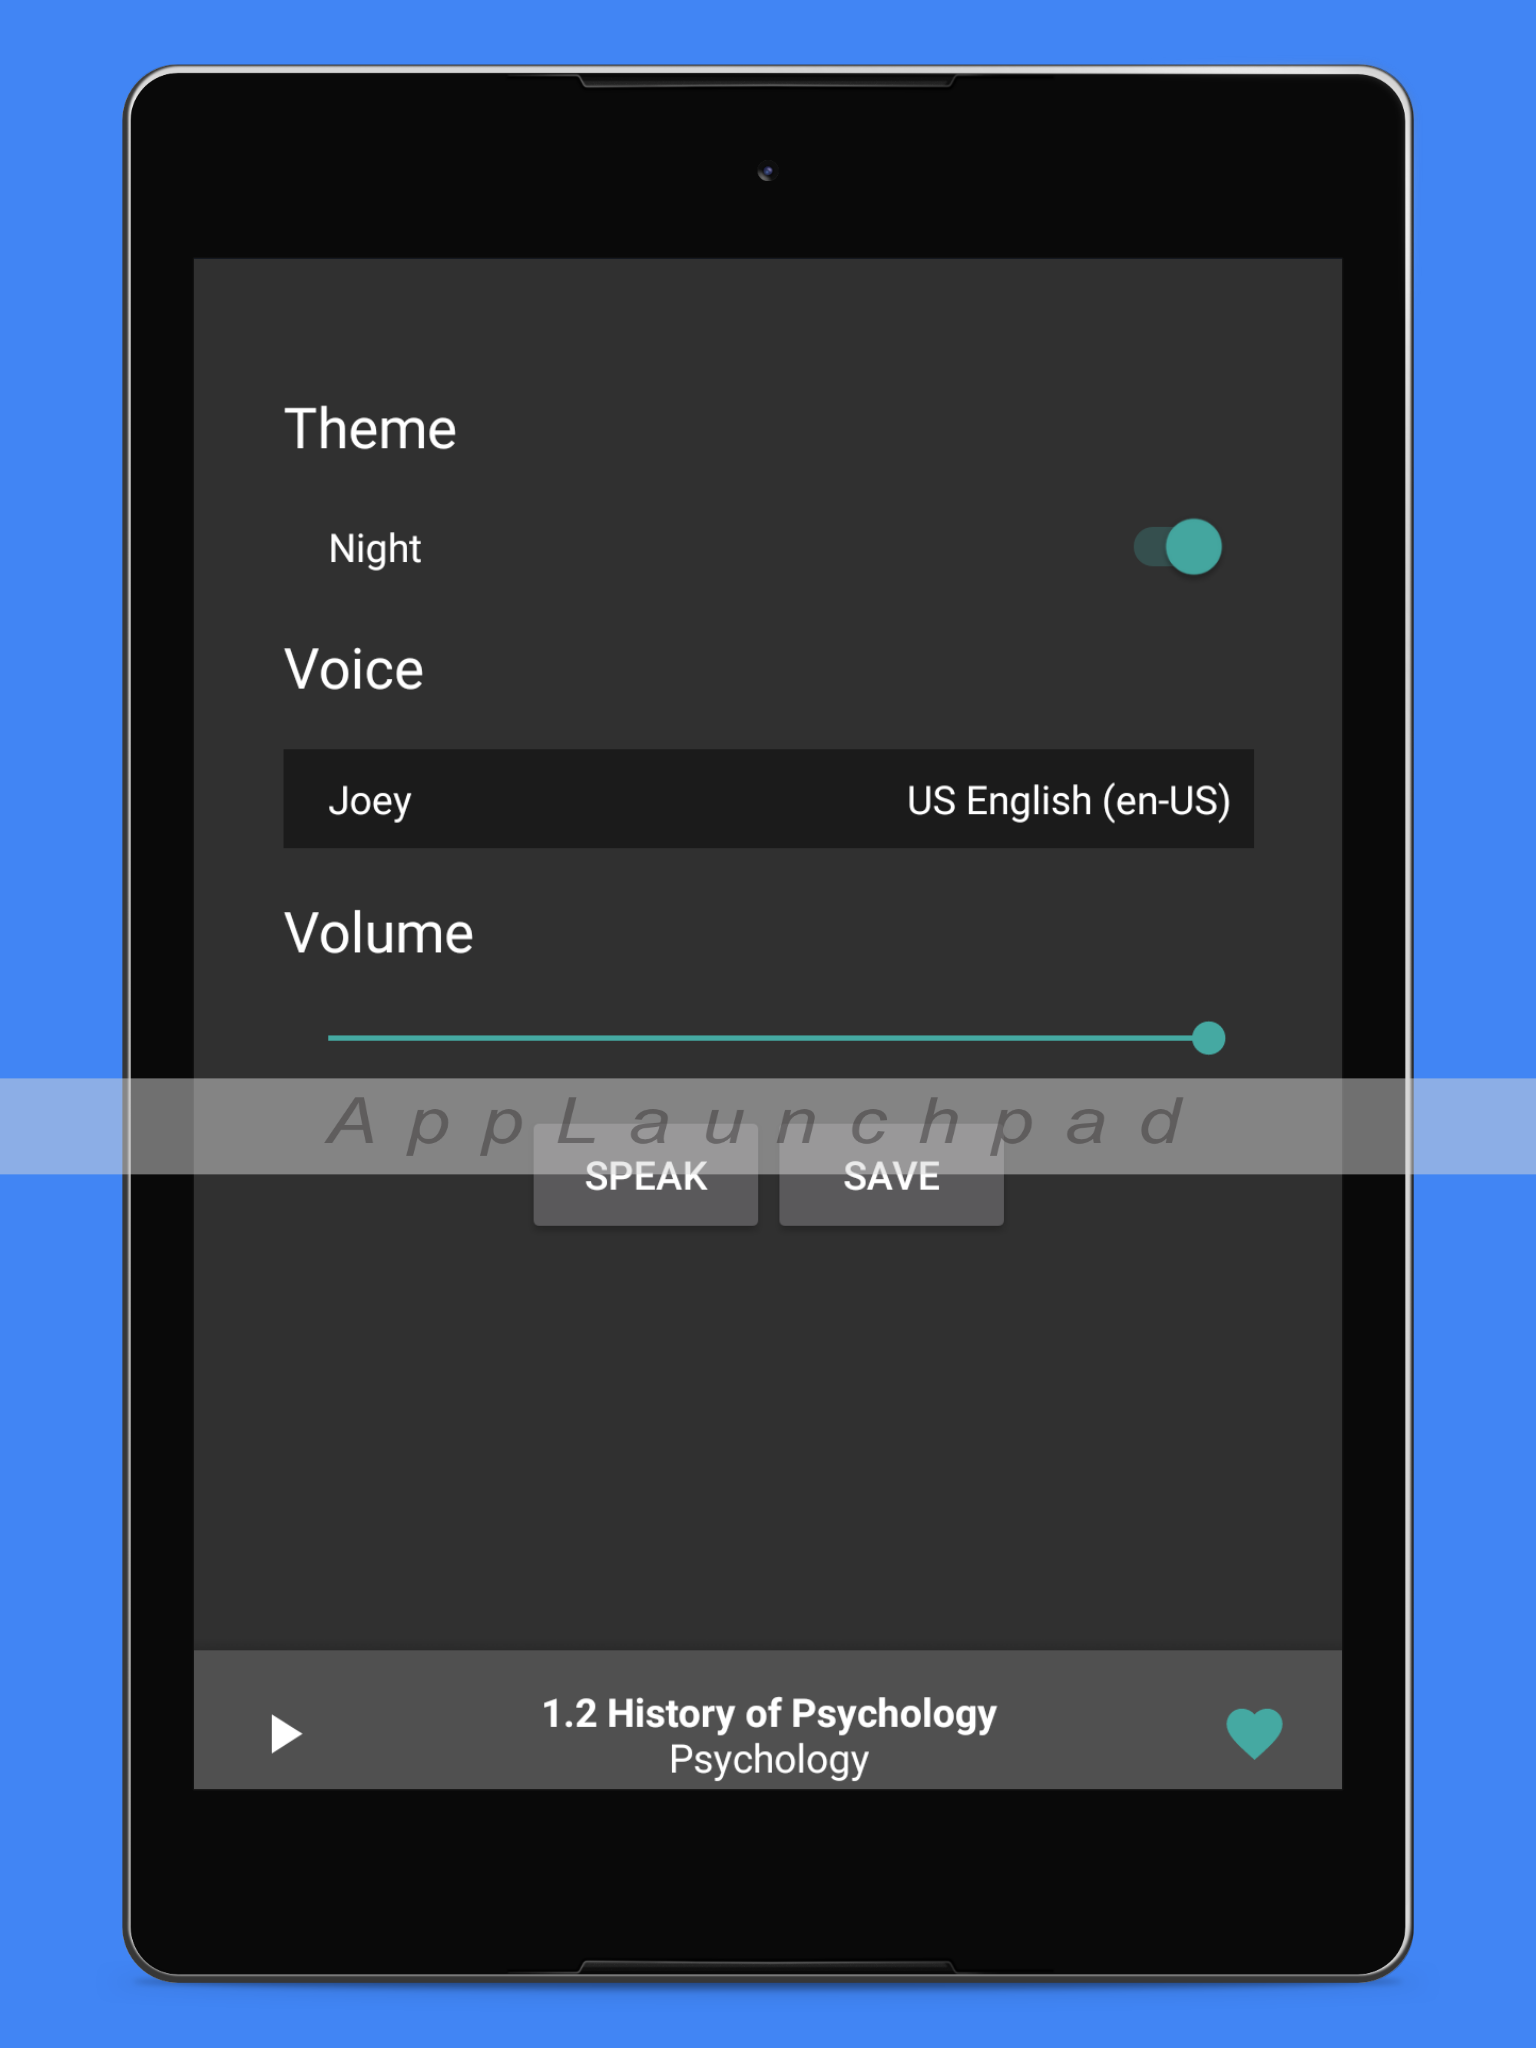 Theme
Night
Voice
Joey US English (en-US)
Volume
AppLaunchpad
SPEAK SAVE
1.2 History of Psychology
Psychology